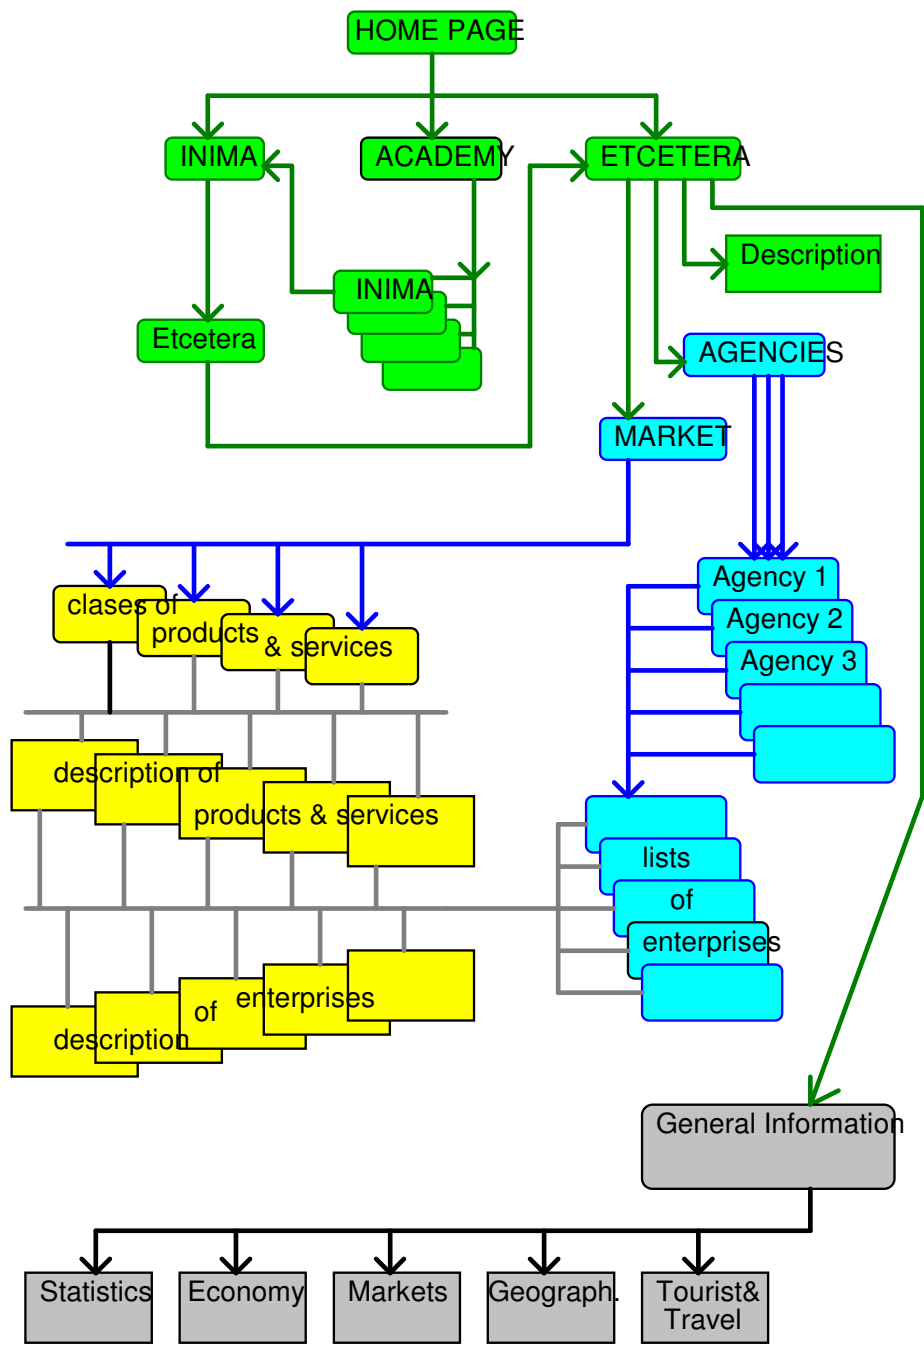 HOME PAGE
INIMA
ACADEMY
ETCETERA
Description
INIMA
Etcetera
AGENCIES
MARKET
Agency 1
clases of
products
& services
Agency 2
Agency 3
description of
products & services
lists
of
enterprises
enterprises
of
description
General Information
Statistics
Economy
Markets
Geograph.
Tourist&
Travel